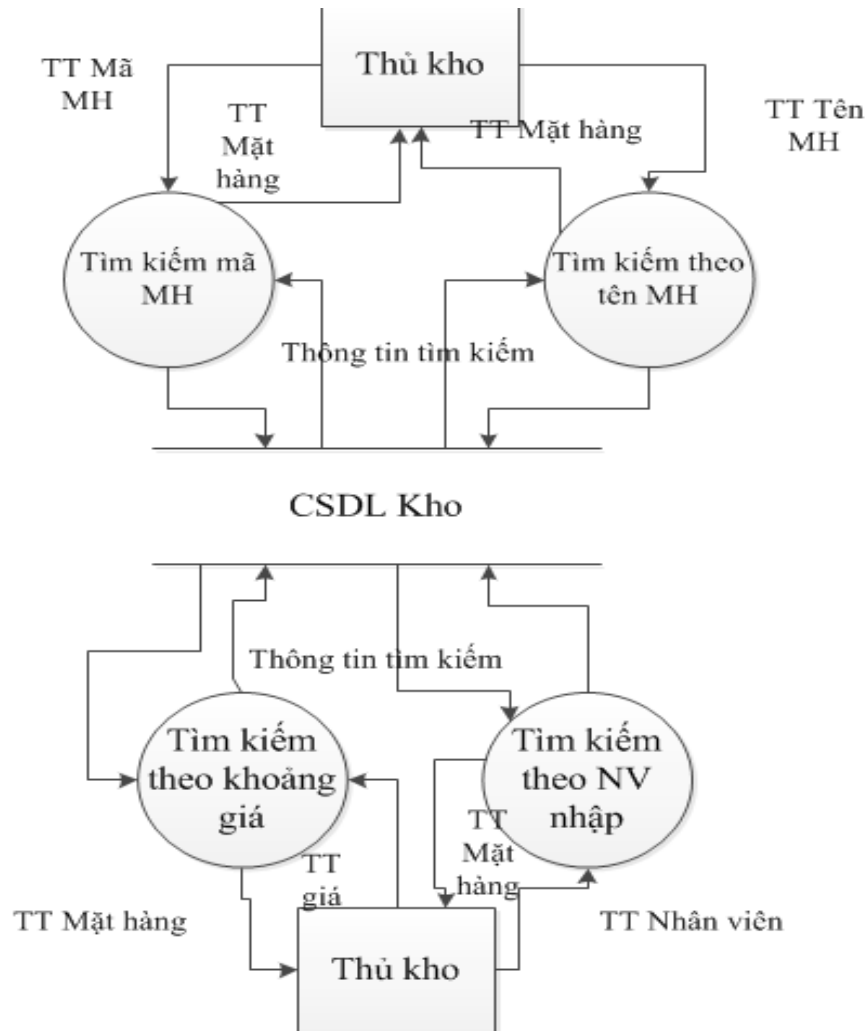 Thủ kho
TT Mã
MH
TT
Mặt
hàng
TT Mặt hàng
TT Tên
MH
Tìm kiếm mã
MH
Tìm kiếm theo
tên MH
Thông tin tìm kiếm
CSDL Kho
Thông tin tìm kiếm
Tìm kiếm
theo khoảng
giá
Tìm kiếm
theo NV
nhập
TT
giá
TT
Mặt
hàng
TT Mặt hàng
TT Nhân viên
Thủ kho